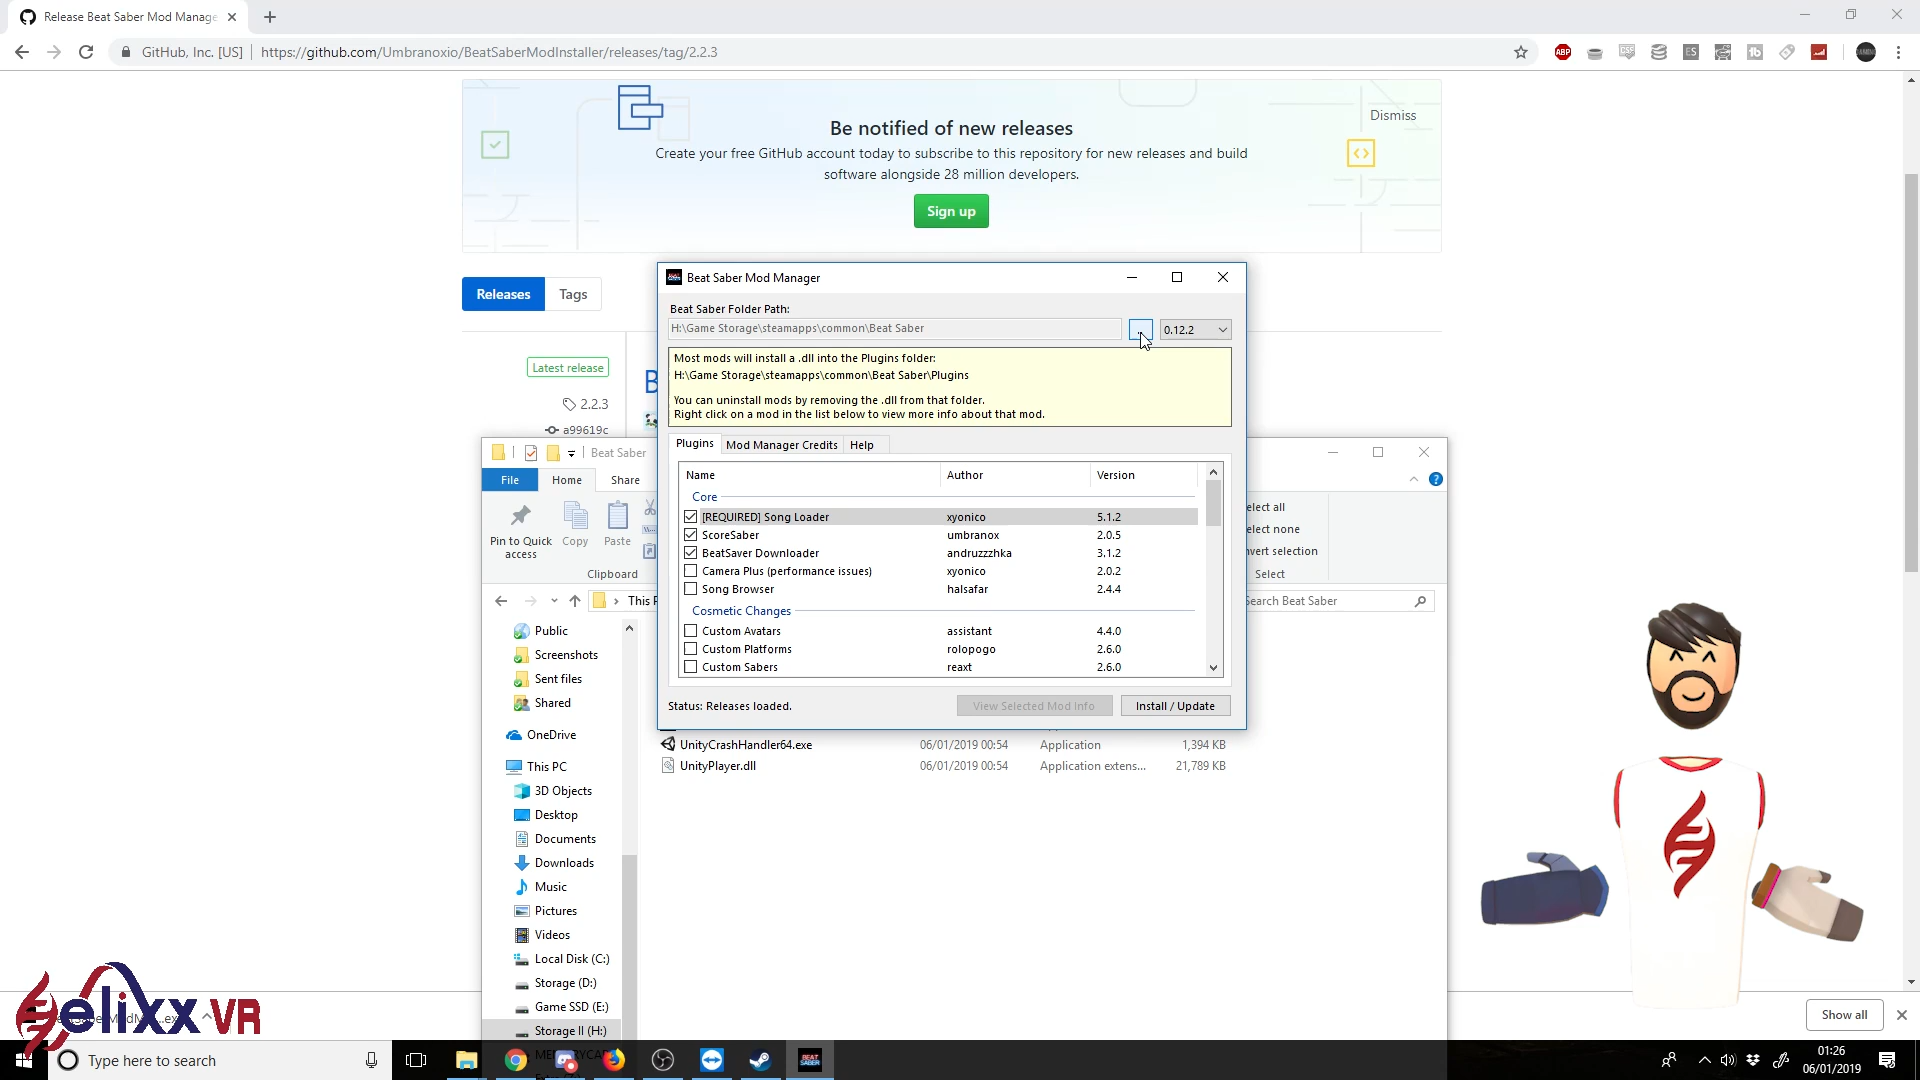 Release Beat Saber Mod Manage
GitHub, Inc. [US]
https://github.com/Umbranoxio/BeatSaberModInstaller/releases/tag/2.2.3
ABP
CSF
ES
tb
Be notified of new releases
Dismiss
Create your free GitHub account today to subscribe to this repository for new releases and build
software alongside 28 million developers.
Sign up
Releases
Tags
Latest release
2.2.3
a99619c
B
Beat Saber Mod Manager
Beat Saber Folder Path:
H:\Game Storage\steamapps\common\Beat Saber
..
0.12.2
Most mods will install a .dll into the Plugins folder:
H:\Game Storage\steamapps\common\Beat Saber\Plugins
You can uninstall mods by removing the .dll from that folder.
Right click on a mod in the list below to view more info about that mod.
Plugins
Mod Manager Credits
Help
Name Author Version
Core
[REQUIRED] Song Loader xyonico 5.1.2
ScoreSaber umbranox 2.0.5
BeatSaver Downloader andruzzzhka 3.1.2
Camera Plus (performance issues) xyonico 2.0.2
Song Browser halsafar 2.4.4
Cosmetic Changes
Custom Avatars assistant 4.4.0
Custom Platforms rolopogo 2.6.0
Custom Sabers reaxt 2.6.0
Status: Releases loaded.
View Selected Mod Info
Install / Update
Beat Saber
File
Home
Share
Pin to Quick
access
Copy
Paste
Clipboard
elect all
elect none
nvert selection
Select
This P
Search Beat Saber
Public
Screenshots
Sent files
Shared
OneDrive
This PC
3D Objects
Desktop
Documents
Downloads
Music
Pictures
Videos
Local Disk (C:)
Storage (D:)
Game SSD (E:)
Storage II (H:)
UnityCrashHandler64.exe 06/01/2019 00:54 Application 1,394 KB
UnityPlayer.dll 06/01/2019 00:54 Application extens... 21,789 KB
elixx VR
Show all
Type here to search
BEAT
SABER
01:26
06/01/2019